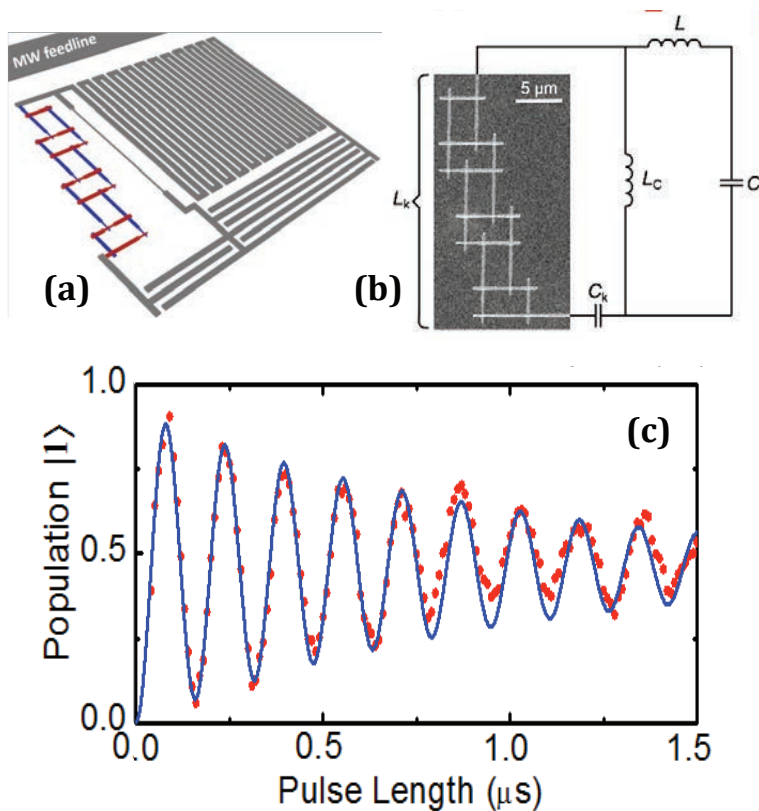 MW feedline
(a)
5 μm
L
Lk
LC
C
Ck
(b)
1.0
0.5
0.0
Population |1⟩
(c)
0.0
0.5
1.0
1.5
Pulse Length (μs)